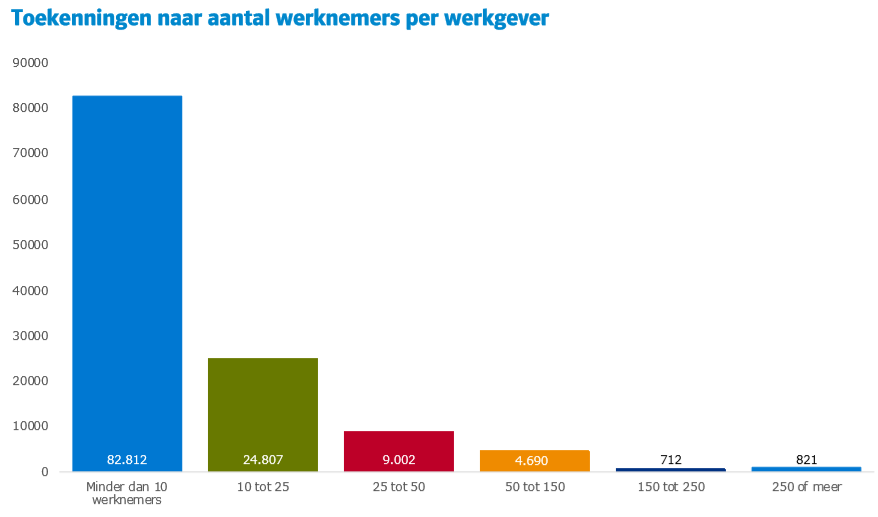 Toekenningen naar aantal werknemers per werkgever
90000
80000
70000
60000
50000
40000
30000
20000
10000
0
82.812
24.807
9.002
4.690
712
821
Minder dan 10
werknemers
10 tot 25
25 tot 50
50 tot 150
150 tot 250
250 of meer